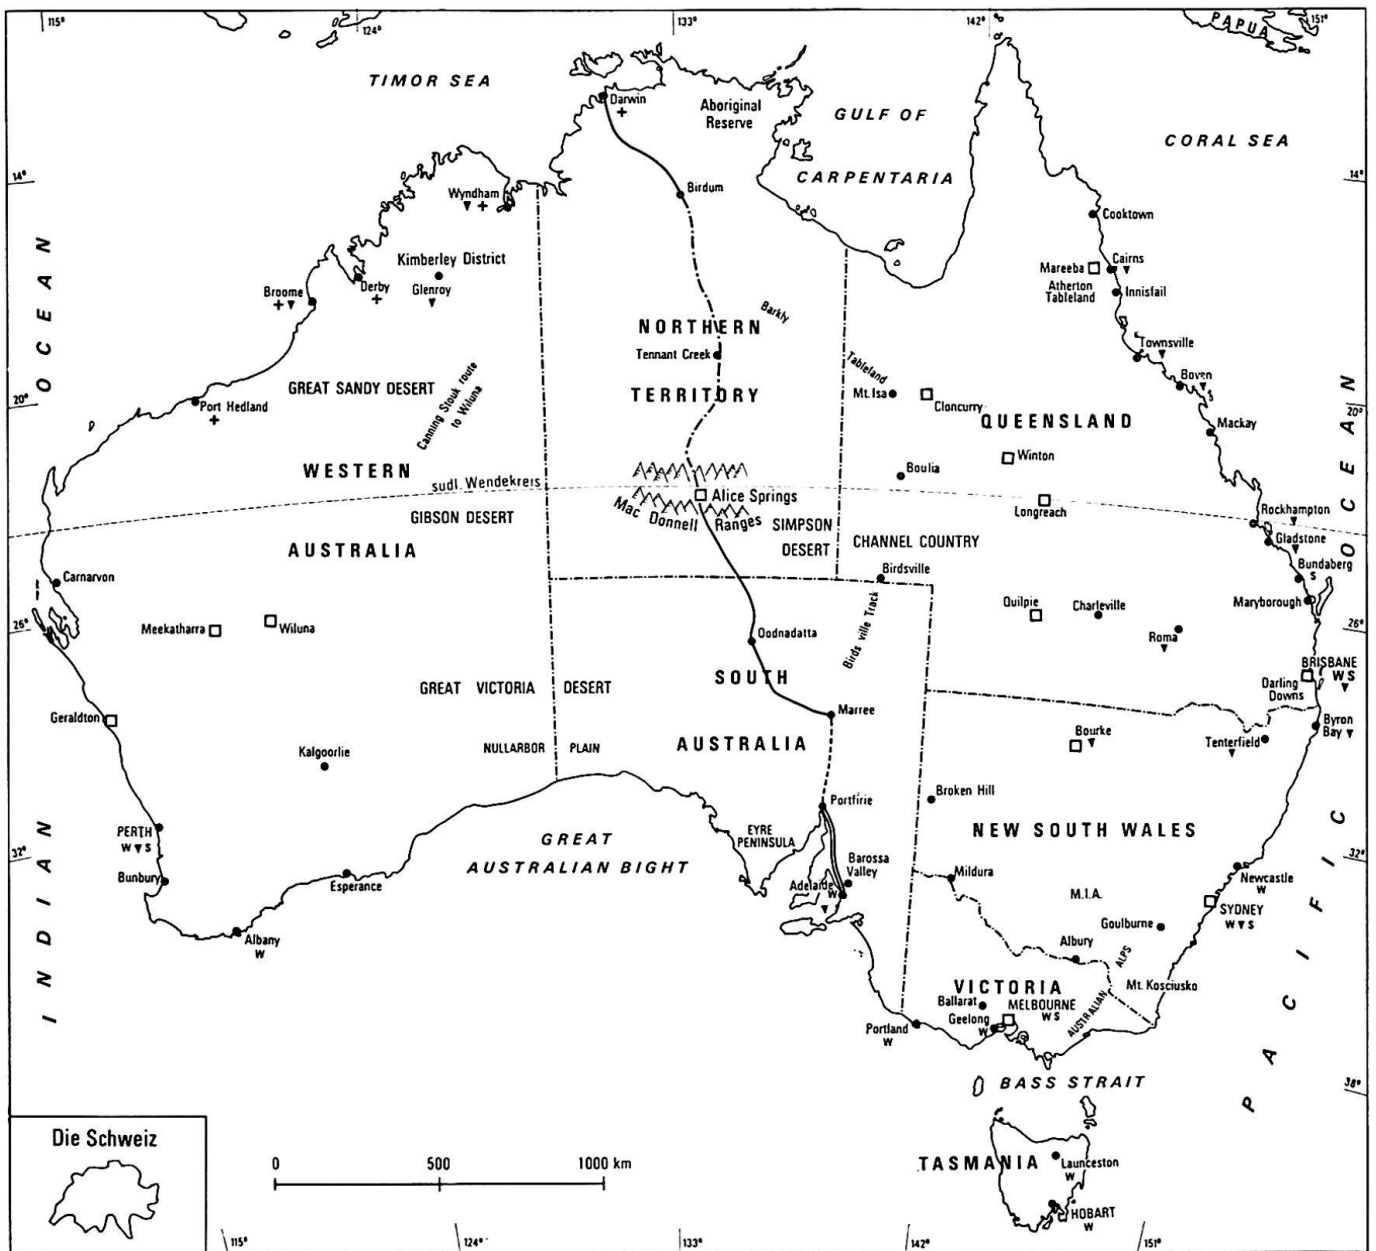 115°
124°
133°
142°
151°
PAPUA
TIMOR SEA
Darwin
+
Aboriginal
Reserve
GULF OF
CARPENTARIA
CORAL SEA
14°
14°
Wyndham
▼ +
Birdum
Cooktown
Kimberley District
Glenroy
▼
Derby
+
Broome
+ ▼
Mareeba
Cairns
▼
Atherton
Tableland
Innisfail
OCEAN
NORTHERN
Barkly
Tennant Creek
Tableland
Townsville
▼
GREAT SANDY DESERT
Canning Stouk route
to Wiluna
TERRITORY
Mt. Isa
Cloncurry
Boven
▼
S
20°
20°
Port Hedland
+
QUEENSLAND
Mackay
WESTERN
Winton
Boulia
sudl. Wendekreis
Alice Springs
Longreach
Mac Donnell Ranges
GIBSON DESERT
SIMPSON
DESERT
Rockhampton
▼
Gladstone
▼
AUSTRALIA
CHANNEL COUNTRY
OCEAN
Carnarvon
Birdsville
Bundaberg
S
Birds ville Track
Quilpie
Charleville
Maryborough
Meekatharra
Wiluna
26°
26°
Oodnadatta
Roma
▼
SOUTH
BRISBANE
W S
▼
Darling
Downs
GREAT VICTORIA DESERT
Geraldton
Marree
Byron
Bay ▼
Bourke
▼
Tenterfield
▼
Kalgoorlie
NULLARBOR PLAIN
AUSTRALIA
Portfirie
Broken Hill
INDIAN
PERTH
W ▼ S
GREAT
AUSTRALIAN BIGHT
EYRE
PENINSULA
NEW SOUTH WALES
32°
32°
Bunbury
Esperance
Barossa
Valley
Adelaide
W
▼
Mildura
Newcastle
W
M.I.A.
SYDNEY
W ▼ S
Goulburne
PACIFIC
Albany
W
Albury
ALPS
AUSTRALIAN
VICTORIA
Mt. Kosciusko
Ballarat
MELBOURNE
W S
Geelong
W
Portland
W
BASS STRAIT
38°
Die Schweiz
0 500 1000 km
TASMANIA
Launceston
W
HOBART
W
115°
124°
133°
142°
151°